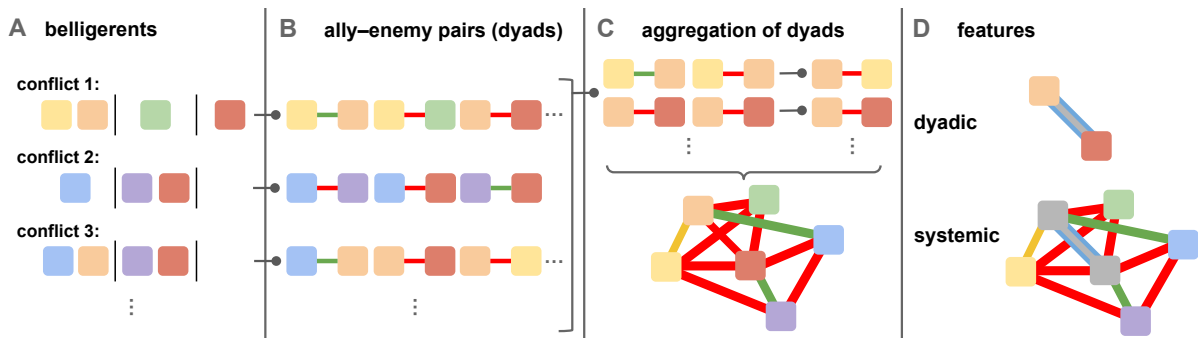 A belligerents
B ally–enemy pairs (dyads)
C aggregation of dyads
D features
conflict 1:
...
conflict 2:
conflict 3:
...
dyadic
systemic